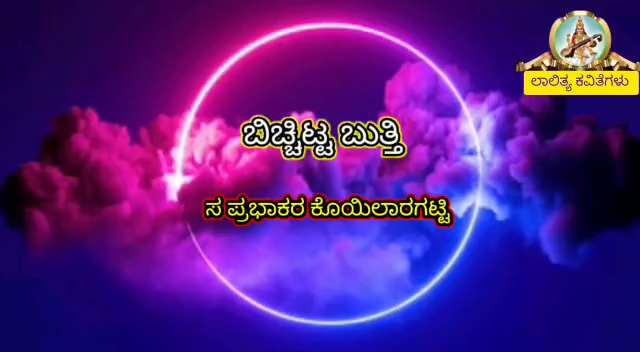 ಲಾಲಿತ್ಯ ಕವಿತೆಗಳು
ಬಿಚ್ಚಿಟ್ಟ ಬುತ್ತಿ
ಸ ಪ್ರಭಾಕರ ಕೊಯಿಲಾರಗಟ್ಟಿ